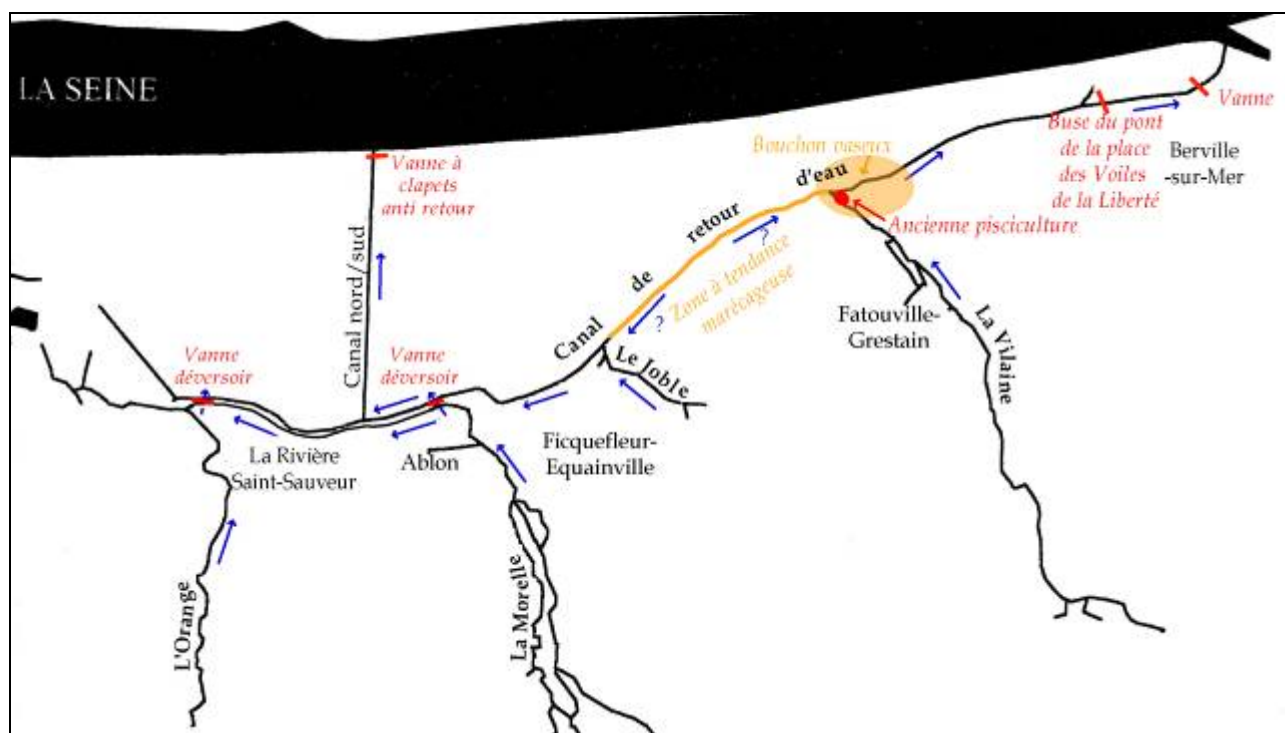 LA SEINE
Vanne
Buse du pont
de la place
des Voiles
de la Liberté
Berville
-sur-Mer
Bouchon vaseux
Vanne à
clapets
anti retour
Canal de retour d'eau
Ancienne pisciculture
?
Zone à tendance
marécageuse
?
Canal nord/sud
Fatouville-
Grestain
La Vilaine
Le Joble
Vanne
déversoir
Vanne
déversoir
La Rivière
Saint-Sauveur
Ablon
Ficquefleur-
Equainville
L'Orange
La Morelle